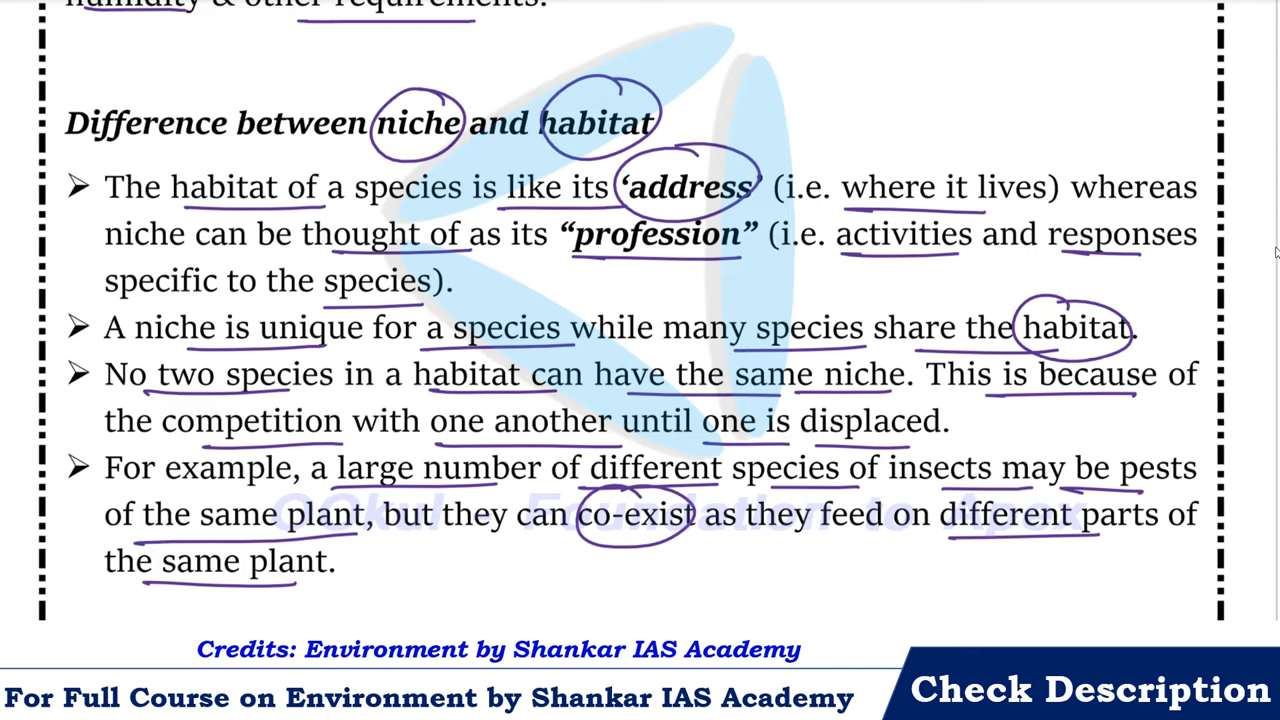 humidity & other requirements.
Difference between niche and habitat
➢ The habitat of a species is like its ‘address’ (i.e. where it lives) whereas
niche can be thought of as its “profession” (i.e. activities and responses
specific to the species).
➢ A niche is unique for a species while many species share the habitat.
➢ No two species in a habitat can have the same niche. This is because of
the competition with one another until one is displaced.
➢ For example, a large number of different species of insects may be pests
of the same plant, but they can co-exist as they feed on different parts of
the same plant.
Foundation to Apex
Credits: Environment by Shankar IAS Academy
For Full Course on Environment by Shankar IAS Academy
Check Description